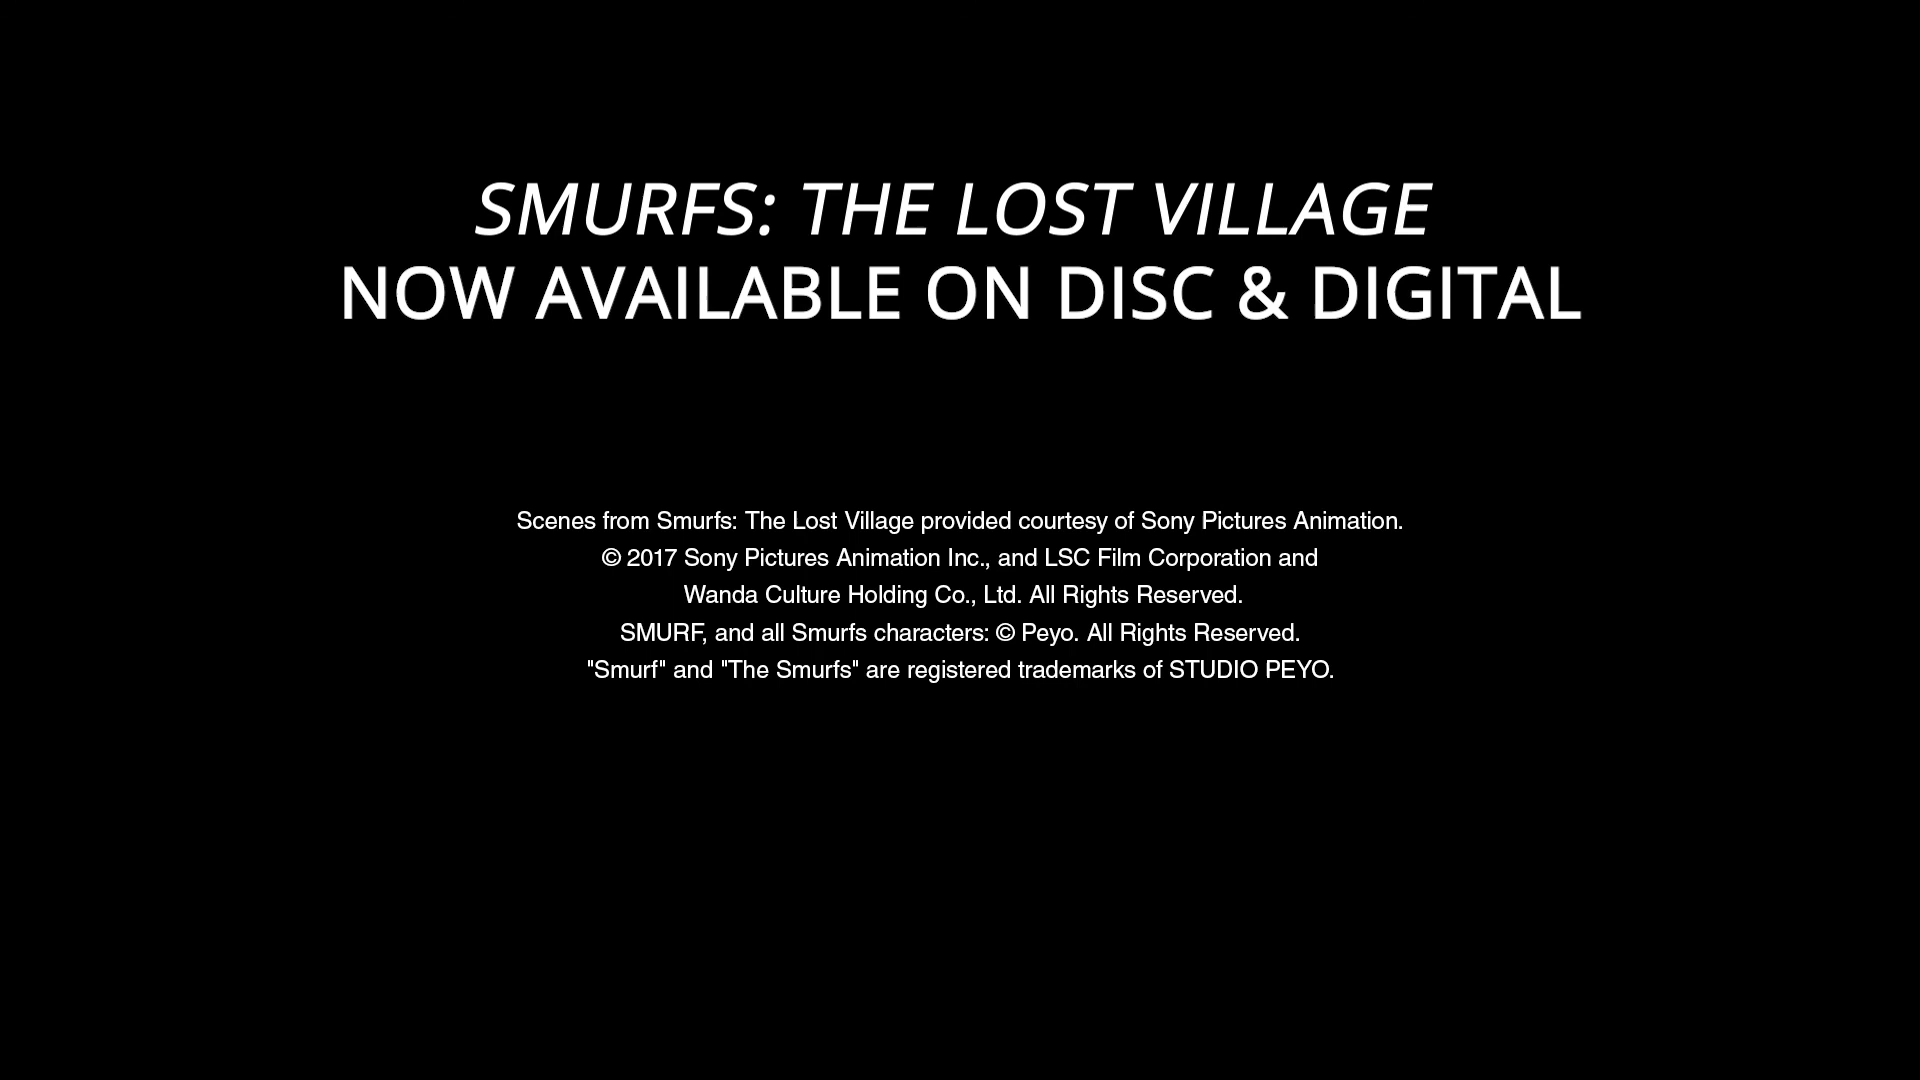 SMURFS: THE LOST VILLAGE
NOW AVAILABLE ON DISC & DIGITAL
Scenes from Smurfs: The Lost Village provided courtesy of Sony Pictures Animation.
© 2017 Sony Pictures Animation Inc., and LSC Film Corporation and
Wanda Culture Holding Co., Ltd. All Rights Reserved.
SMURF, and all Smurfs characters: © Peyo. All Rights Reserved.
"Smurf" and "The Smurfs" are registered trademarks of STUDIO PEYO.